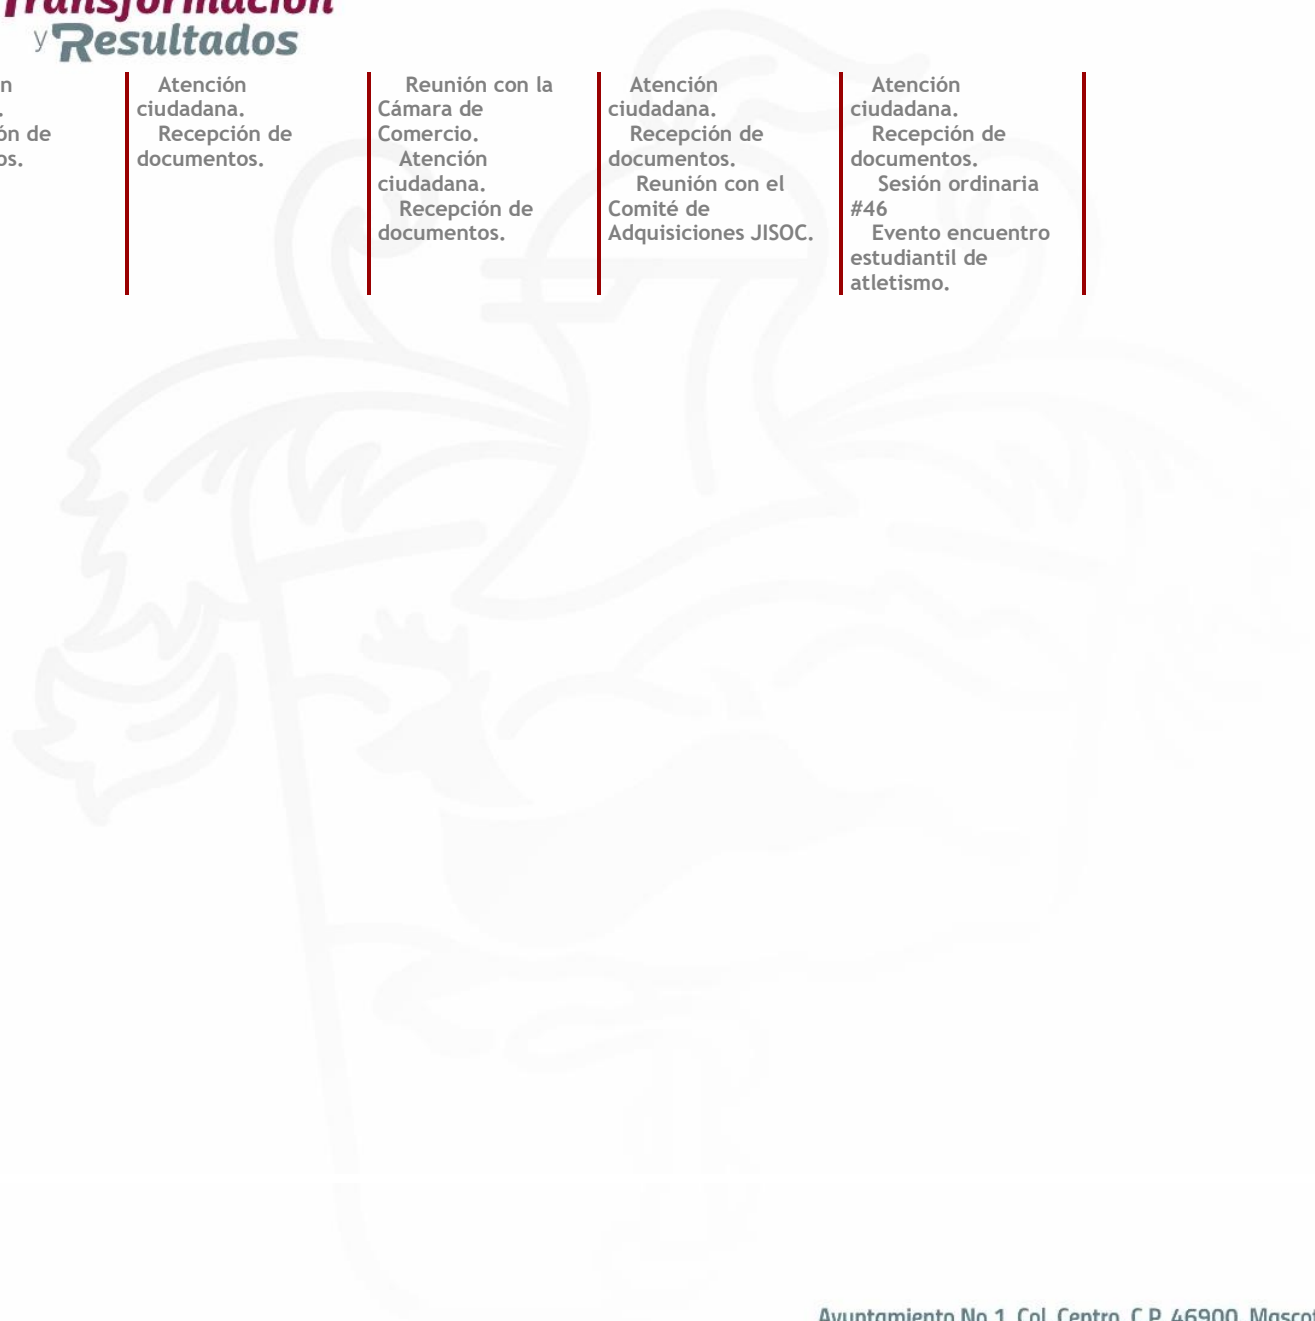 Transformación
y Resultados
Atención
ciudadana.
Recepción de
documentos.
Reunión con la
Cámara de
Comercio.
Atención
ciudadana.
Recepción de
documentos.
Atención
ciudadana.
Recepción de
documentos.
Reunión con el
Comité de
Adquisiciones JISOC.
Atención
ciudadana.
Recepción de
documentos.
Sesión ordinaria
#46
Evento encuentro
estudiantil de
atletismo.
Ayuntamiento No.1, Col. Centro, C.P. 46900,